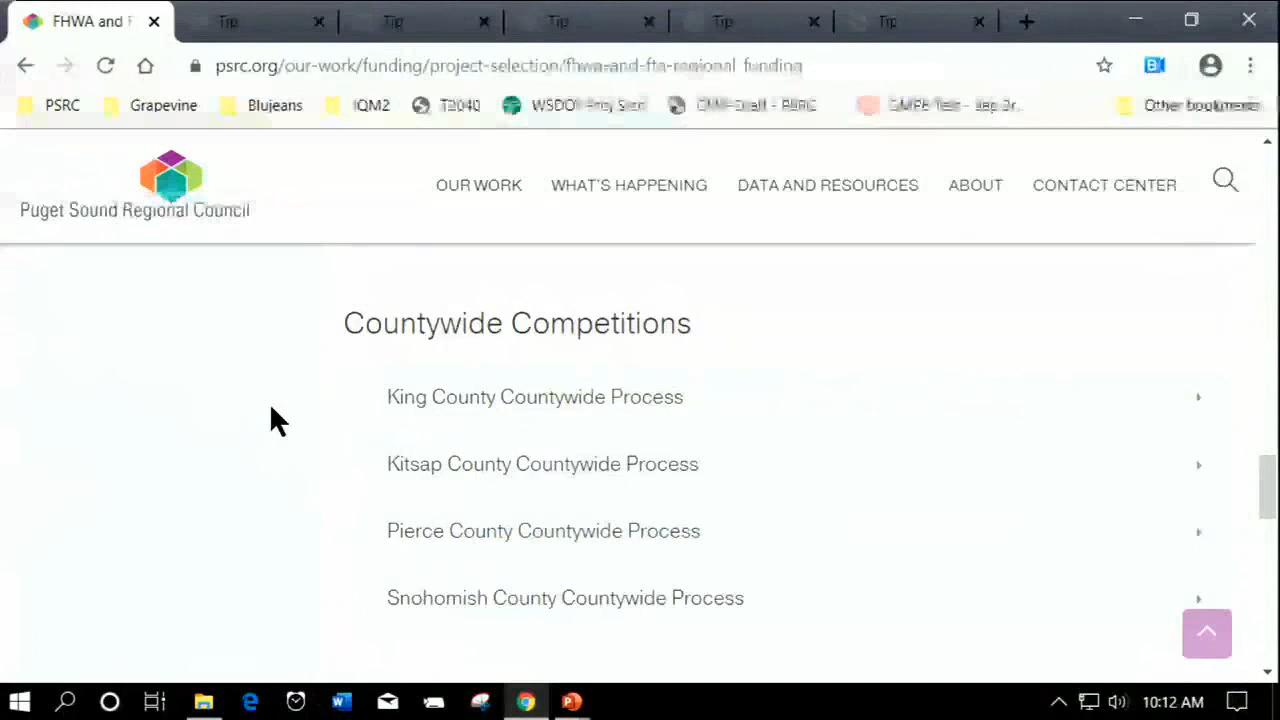 FHWA and F
Tip
Tip
Tip
Tip
Tip
psrc.org/our-work/funding/project-selection/fhwa-and-fta-regional funding
PSRC
Grapevine
Blujeans
IQM2
T2040
Other bookmarks
Puget Sound Regional Council
OUR WORK
WHAT'S HAPPENING
DATA AND RESOURCES
ABOUT
CONTACT CENTER
Countywide Competitions
King County Countywide Process
Kitsap County Countywide Process
Pierce County Countywide Process
Snohomish County Countywide Process
10:12 AM